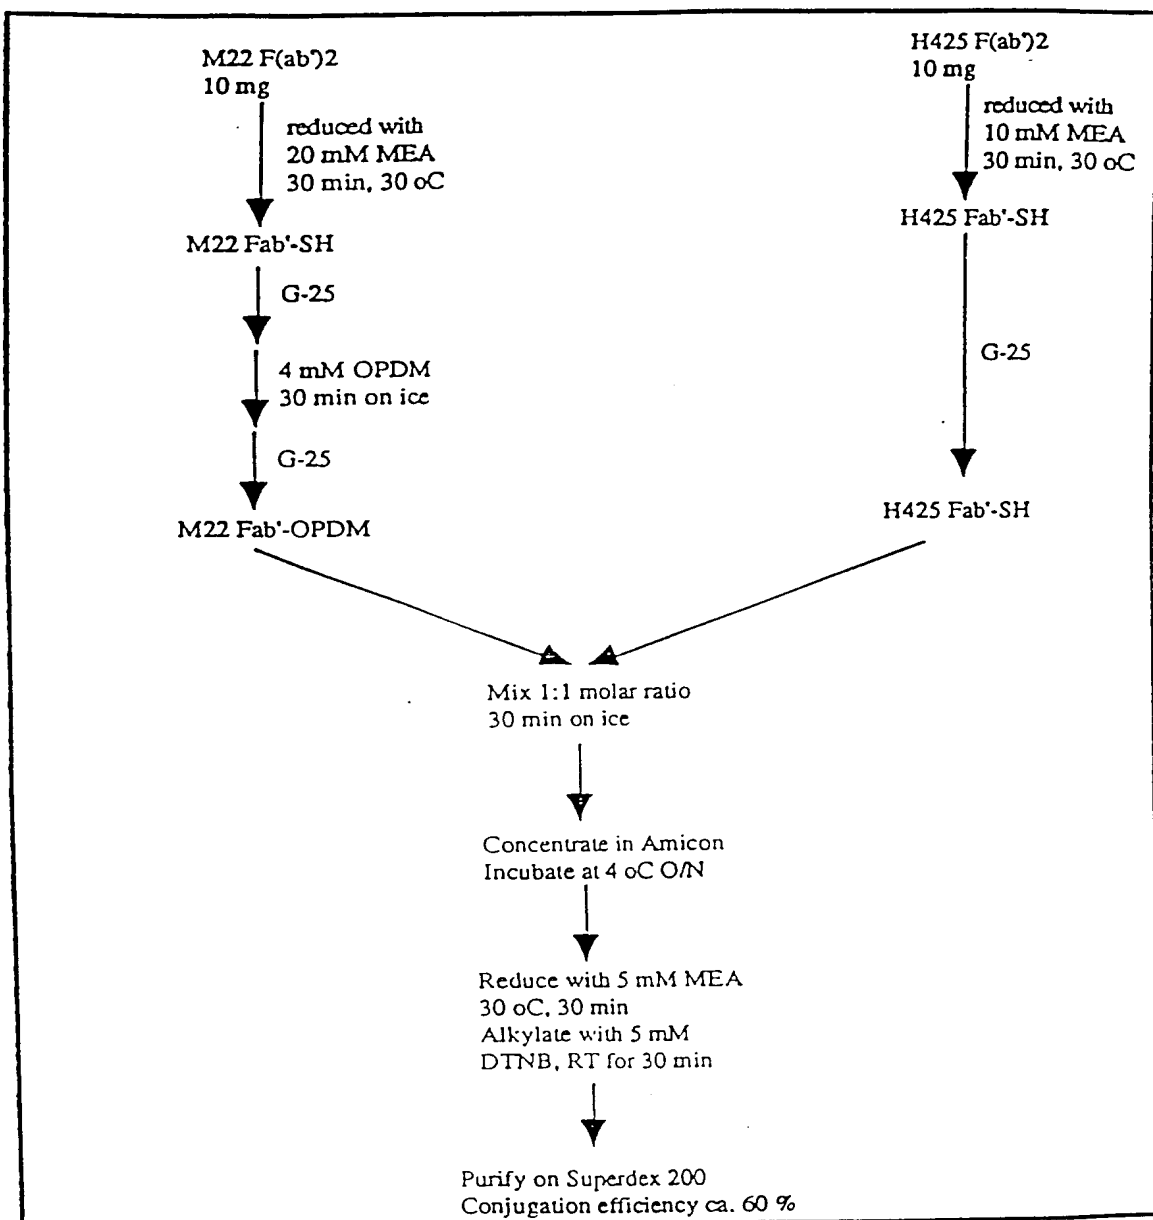 M22 F(ab')2
10 mg
reduced with
20 mM MEA
30 min, 30 oC
M22 Fab'-SH
G-25
4 mM OPDM
30 min on ice
G-25
M22 Fab'-OPDM
H425 F(ab')2
10 mg
reduced with
10 mM MEA
30 min, 30 oC
H425 Fab'-SH
G-25
H425 Fab'-SH
Mix 1:1 molar ratio
30 min on ice
Concentrate in Amicon
Incubate at 4 oC O/N
Reduce with 5 mM MEA
30 oC, 30 min
Alkylate with 5 mM
DTNB, RT for 30 min
Purify on Superdex 200
Conjugation efficiency ca. 60 %